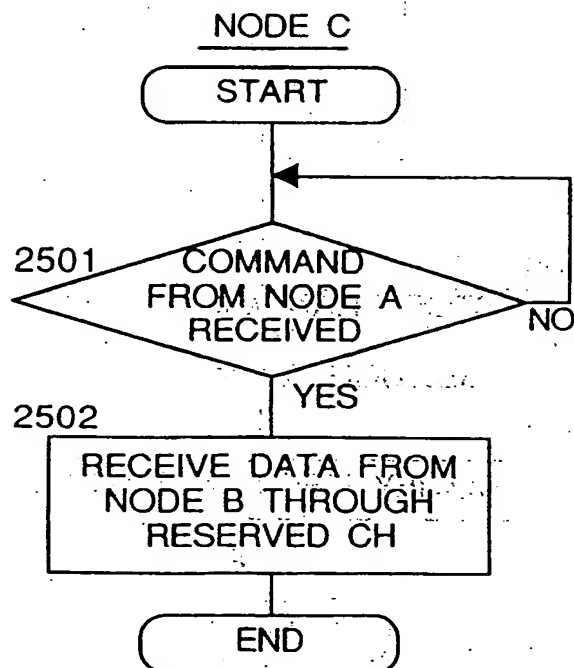 NODE C
START
2501
COMMAND
FROM NODE A
RECEIVED
NO
YES
2502
RECEIVE DATA FROM
NODE B THROUGH
RESERVED CH
END